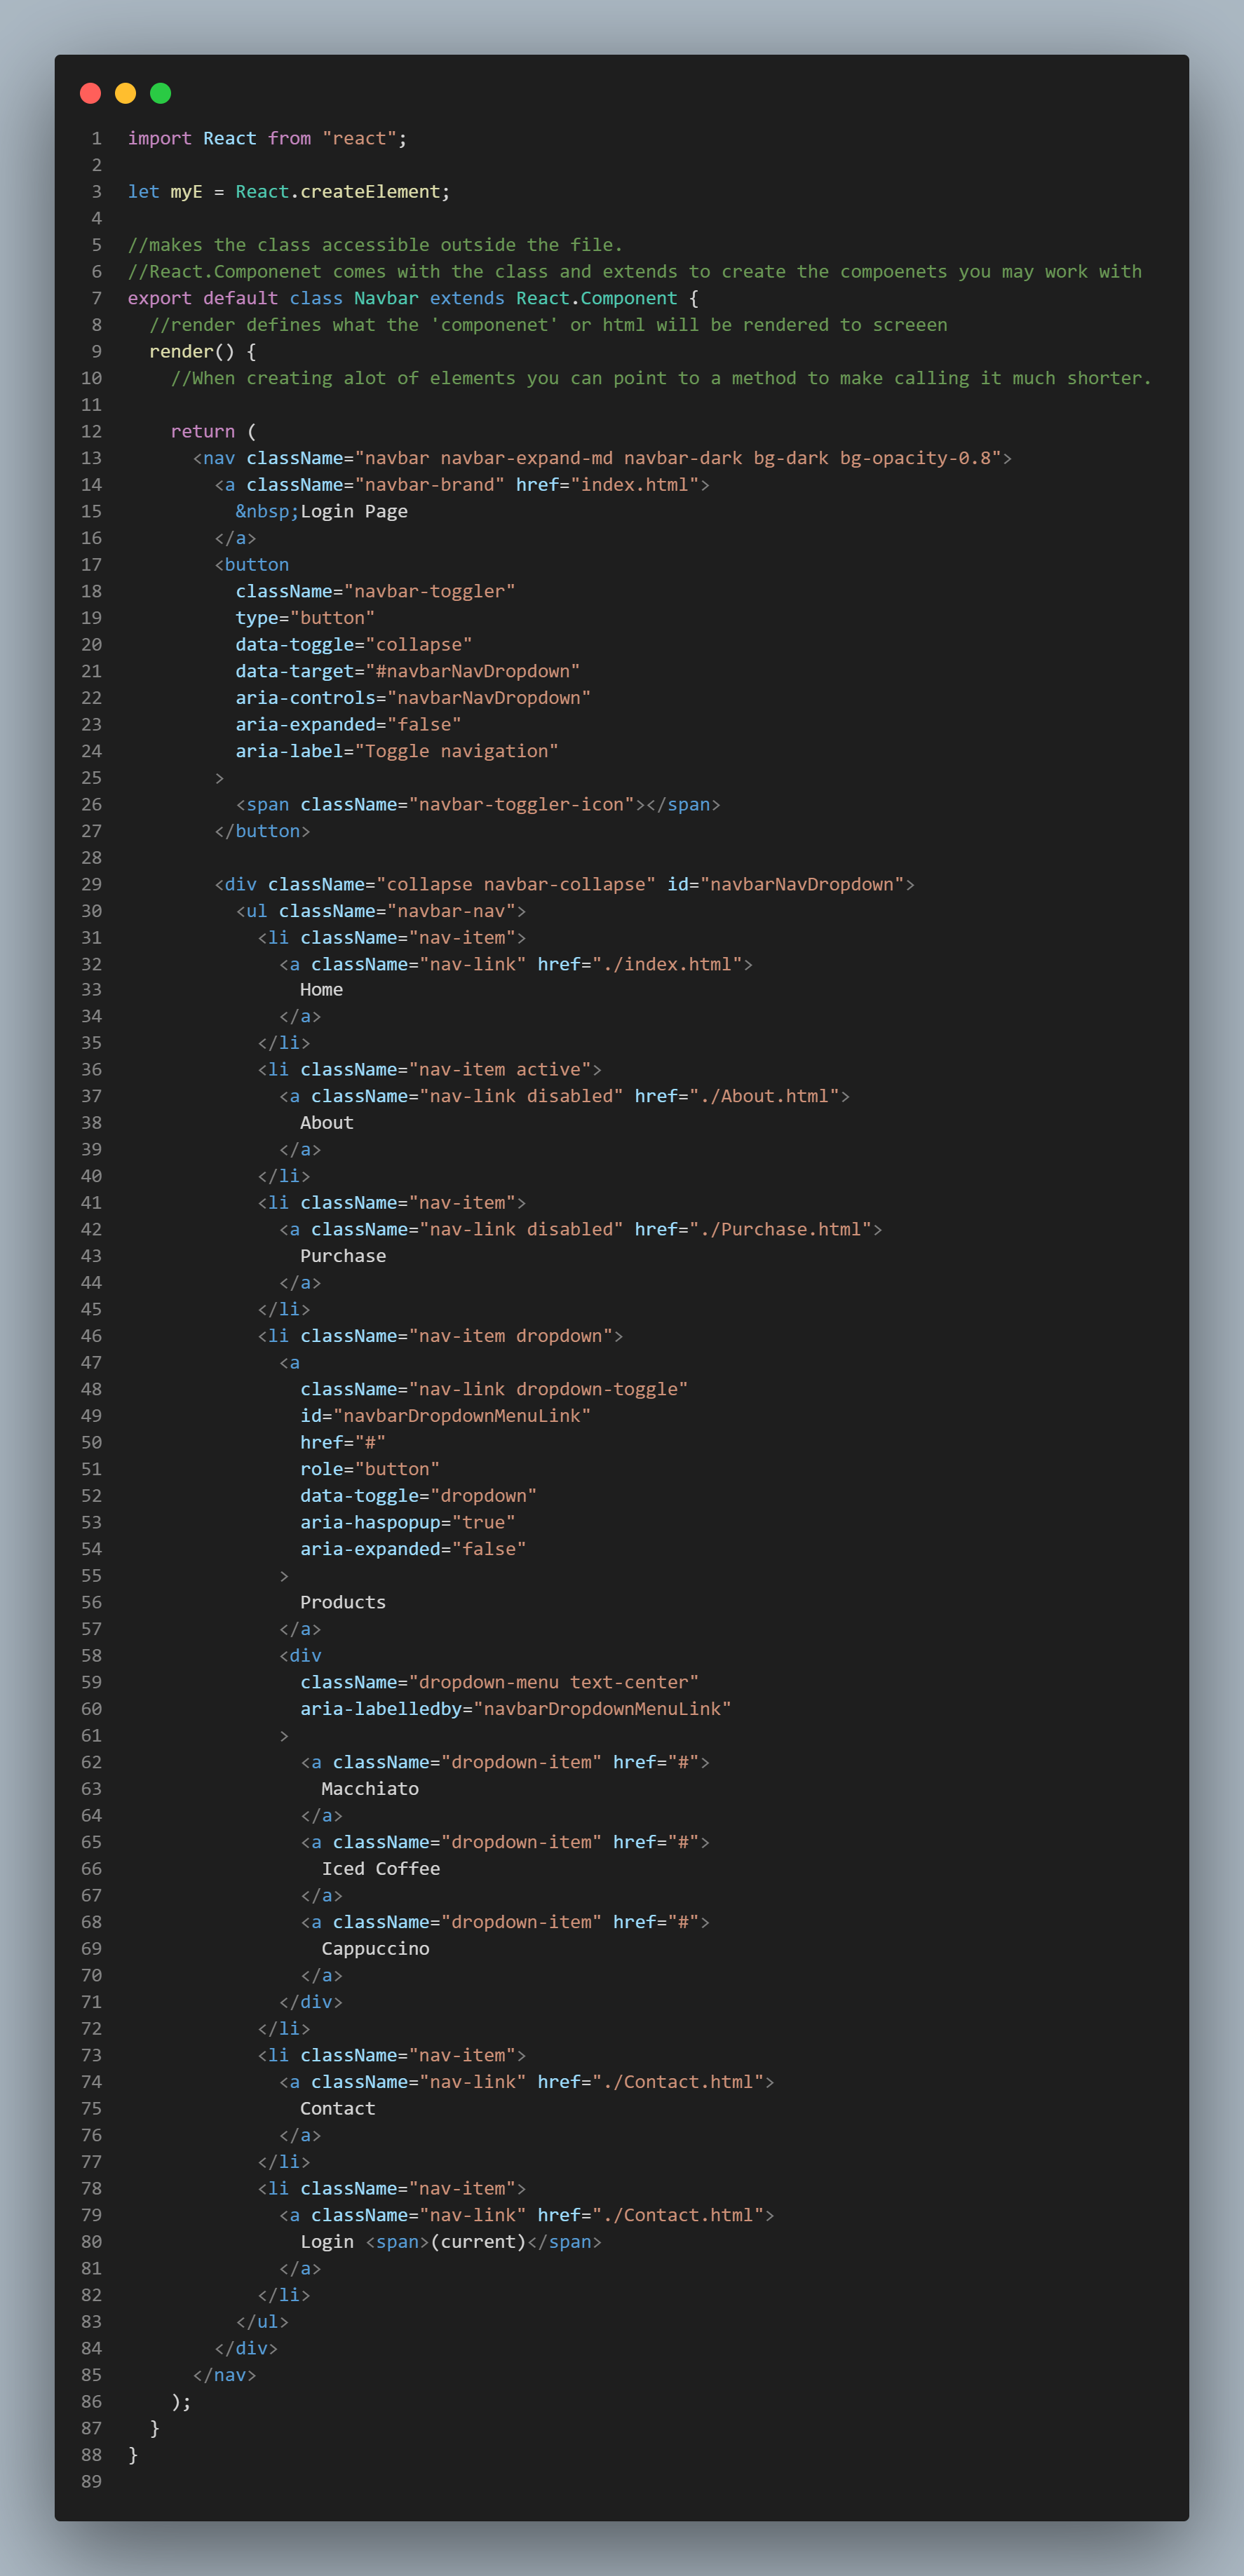 1 import React from "react";
2
3 let myE = React.createElement;
4
5 //makes the class accessible outside the file.
6 //React.Componenet comes with the class and extends to create the compoenets you may work with
7 export default class Navbar extends React.Component {
8   //render defines what the 'componenet' or html will be rendered to screeen
9   render() {
10     //When creating alot of elements you can point to a method to make calling it much shorter.
11
12     return (
13       <nav className="navbar navbar-expand-md navbar-dark bg-dark bg-opacity-0.8">
14         <a className="navbar-brand" href="index.html">
15           &nbsp;Login Page
16         </a>
17         <button
18           className="navbar-toggler"
19           type="button"
20           data-toggle="collapse"
21           data-target="#navbarNavDropdown"
22           aria-controls="navbarNavDropdown"
23           aria-expanded="false"
24           aria-label="Toggle navigation"
25         >
26           <span className="navbar-toggler-icon"></span>
27         </button>
28
29         <div className="collapse navbar-collapse" id="navbarNavDropdown">
30           <ul className="navbar-nav">
31             <li className="nav-item">
32               <a className="nav-link" href="./index.html">
33                 Home
34               </a>
35             </li>
36             <li className="nav-item active">
37               <a className="nav-link disabled" href="./About.html">
38                 About
39               </a>
40             </li>
41             <li className="nav-item">
42               <a className="nav-link disabled" href="./Purchase.html">
43                 Purchase
44               </a>
45             </li>
46             <li className="nav-item dropdown">
47               <a
48                 className="nav-link dropdown-toggle"
49                 id="navbarDropdownMenuLink"
50                 href="#"
51                 role="button"
52                 data-toggle="dropdown"
53                 aria-haspopup="true"
54                 aria-expanded="false"
55               >
56                 Products
57               </a>
58               <div
59                 className="dropdown-menu text-center"
60                 aria-labelledby="navbarDropdownMenuLink"
61               >
62                 <a className="dropdown-item" href="#">
63                   Macchiato
64                 </a>
65                 <a className="dropdown-item" href="#">
66                   Iced Coffee
67                 </a>
68                 <a className="dropdown-item" href="#">
69                   Cappuccino
70                 </a>
71               </div>
72             </li>
73             <li className="nav-item">
74               <a className="nav-link" href="./Contact.html">
75                 Contact
76               </a>
77             </li>
78             <li className="nav-item">
79               <a className="nav-link" href="./Contact.html">
80                 Login <span>(current)</span>
81               </a>
82             </li>
83           </ul>
84         </div>
85       </nav>
86     );
87   }
88 }
89